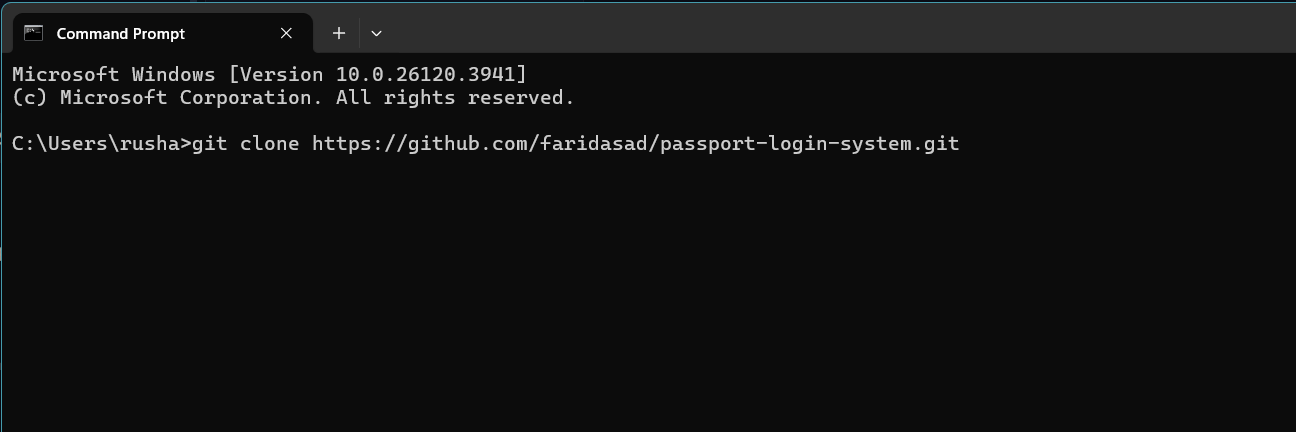 Command Prompt
Microsoft Windows [Version 10.0.26120.3941]
(c) Microsoft Corporation. All rights reserved.
C:\Users\rusha>git clone https://github.com/faridasad/passport-login-system.git